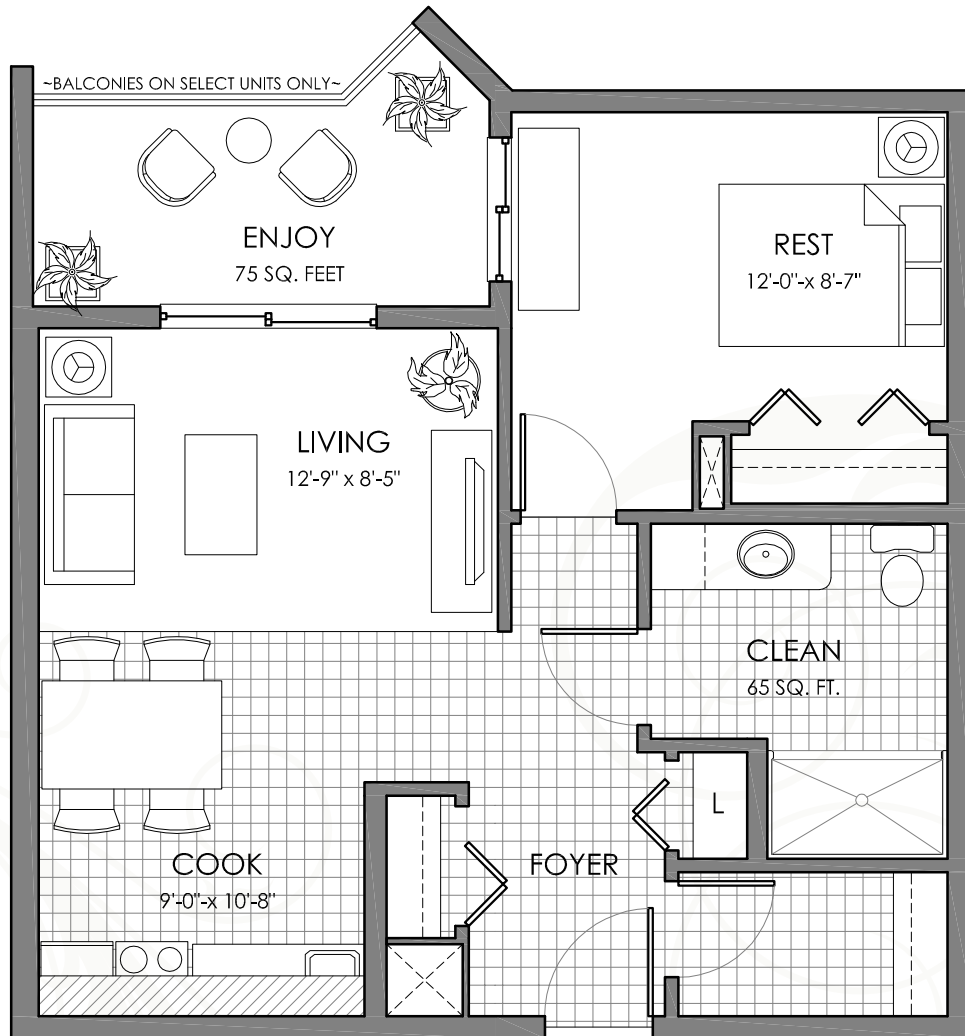 ~BALCONIES ON SELECT UNITS ONLY~
ENJOY
75 SQ. FEET
REST
12'-0"-x 8'-7"
LIVING
12'-9" x 8'-5"
CLEAN
65 SQ. FT.
L
COOK
9'-0"-x 10'-8"
FOYER